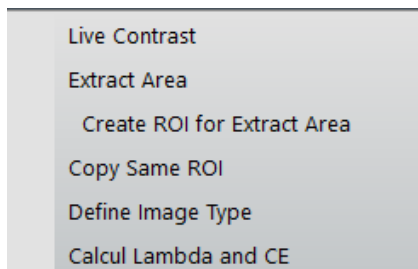 Live Contrast
Extract Area
Create ROI for Extract Area
Copy Same ROI
Define Image Type
Calcul Lambda and CE